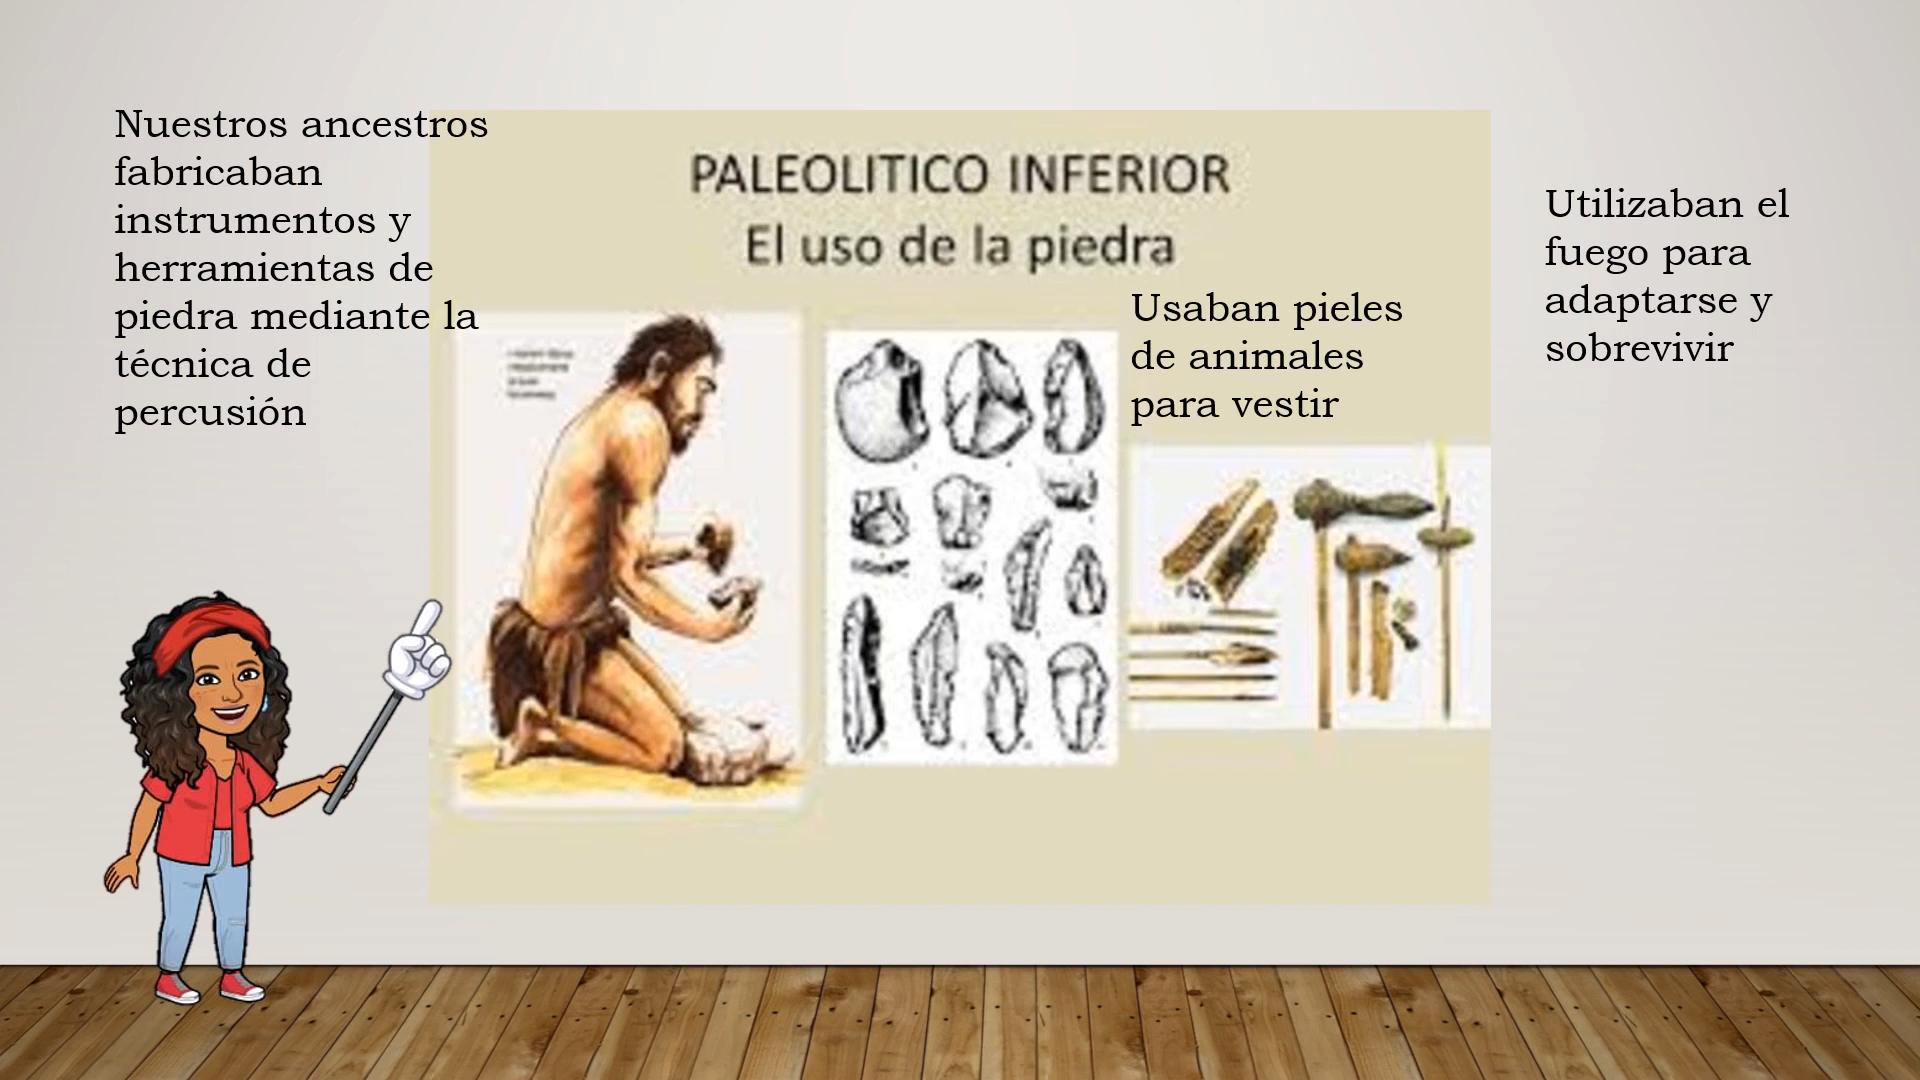 Nuestros ancestros
fabricaban
instrumentos y
herramientas de
piedra mediante la
técnica de
percusión
PALEOLITICO INFERIOR
El uso de la piedra
Usaban pieles
de animales
para vestir
Utilizaban el
fuego para
adaptarse y
sobrevivir